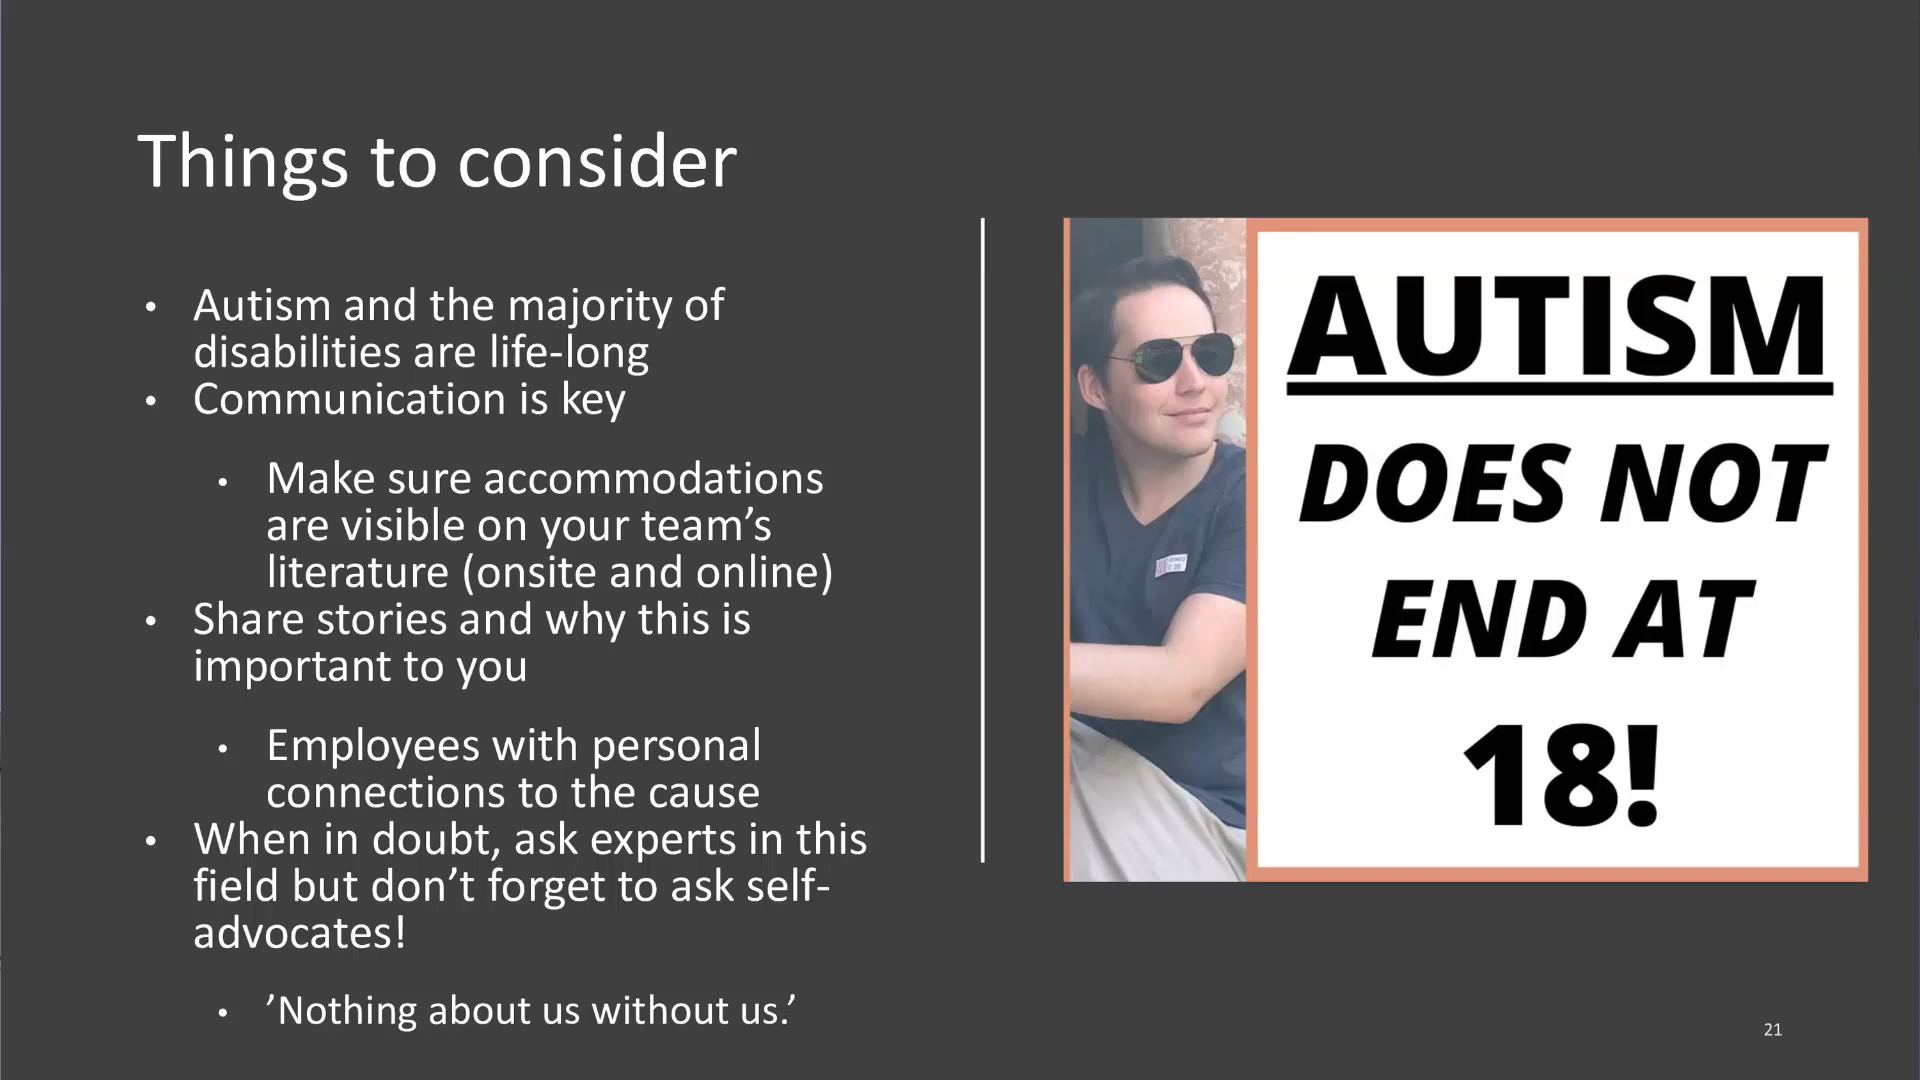 Things to consider
• Autism and the majority of
disabilities are life-long
• Communication is key
• Make sure accommodations
are visible on your team’s
literature (onsite and online)
• Share stories and why this is
important to you
• Employees with personal
connections to the cause
• When in doubt, ask experts in this
field but don’t forget to ask self-
advocates!
• ’Nothing about us without us.’
AUTISM
DOES NOT
END AT
18!
21